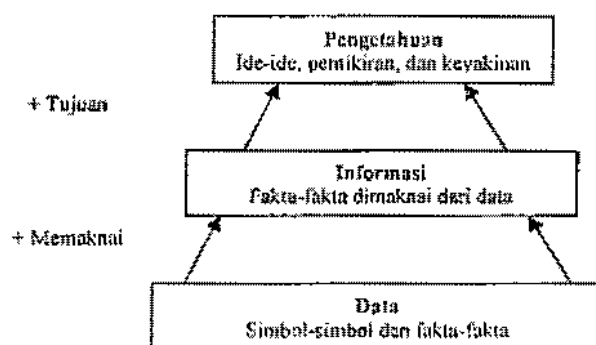 Pengetahuan
Ide-ide, pemikiran, dan keyakinan
+ Tujuan
Informasi
Fakta-fakta dimaknai dari data
+ Memaknai
Data
Simbol-simbol dan fakta-fakta